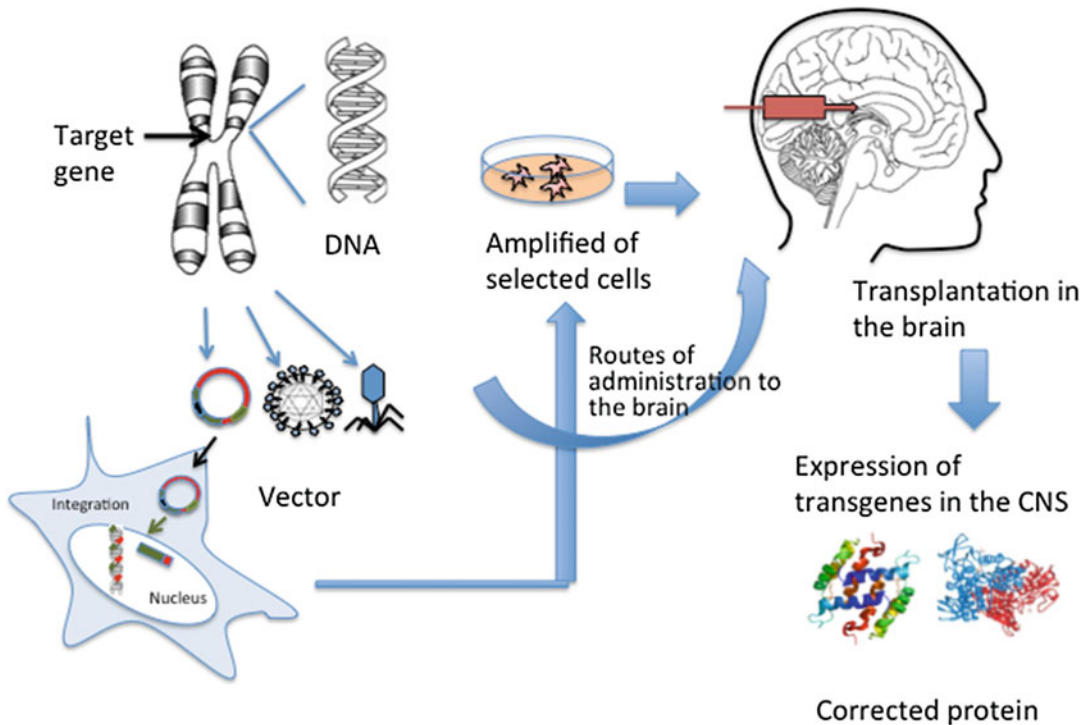 Target
gene
DNA
Amplified of
selected cells
Transplantation in
the brain
Routes of
administration to
the brain
Vector
Integration
Nucleus
Expression of
transgenes in the CNS
Corrected protein